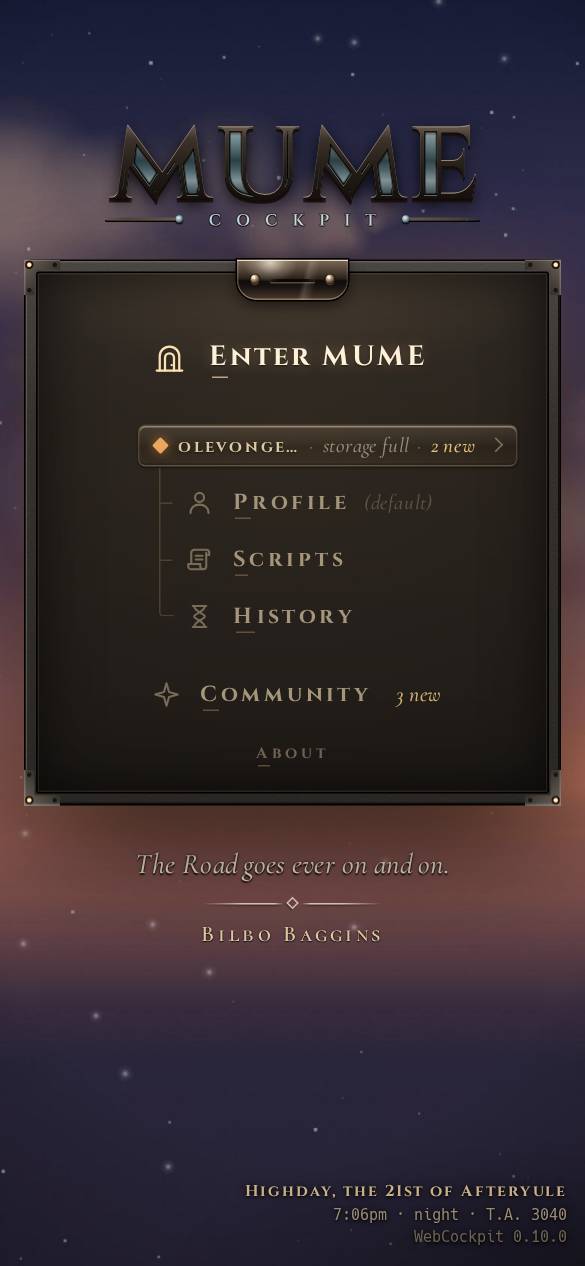 MUME
COCKPIT
Enter MUME
OLEVONGE… · storage full · 2 new
Profile (default)
Scripts
History
Community 3 new
About
The Road goes ever on and on.
Bilbo Baggins
Highday, the 21st of Afteryule
7:06pm · night · T.A. 3040
WebCockpit 0.10.0